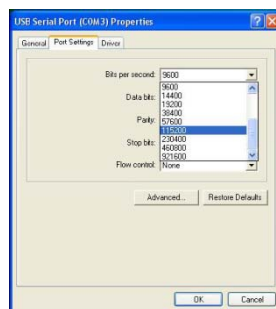 USB Serial Port (COM3) Properties
General Port Settings Driver
Bits per second: 9600
9600
Data bits: 14400
19200
38400
Parity: 57600
115200
Stop bits: 230400
460800
921600
Flow control: None
Advanced... Restore Defaults
OK Cancel